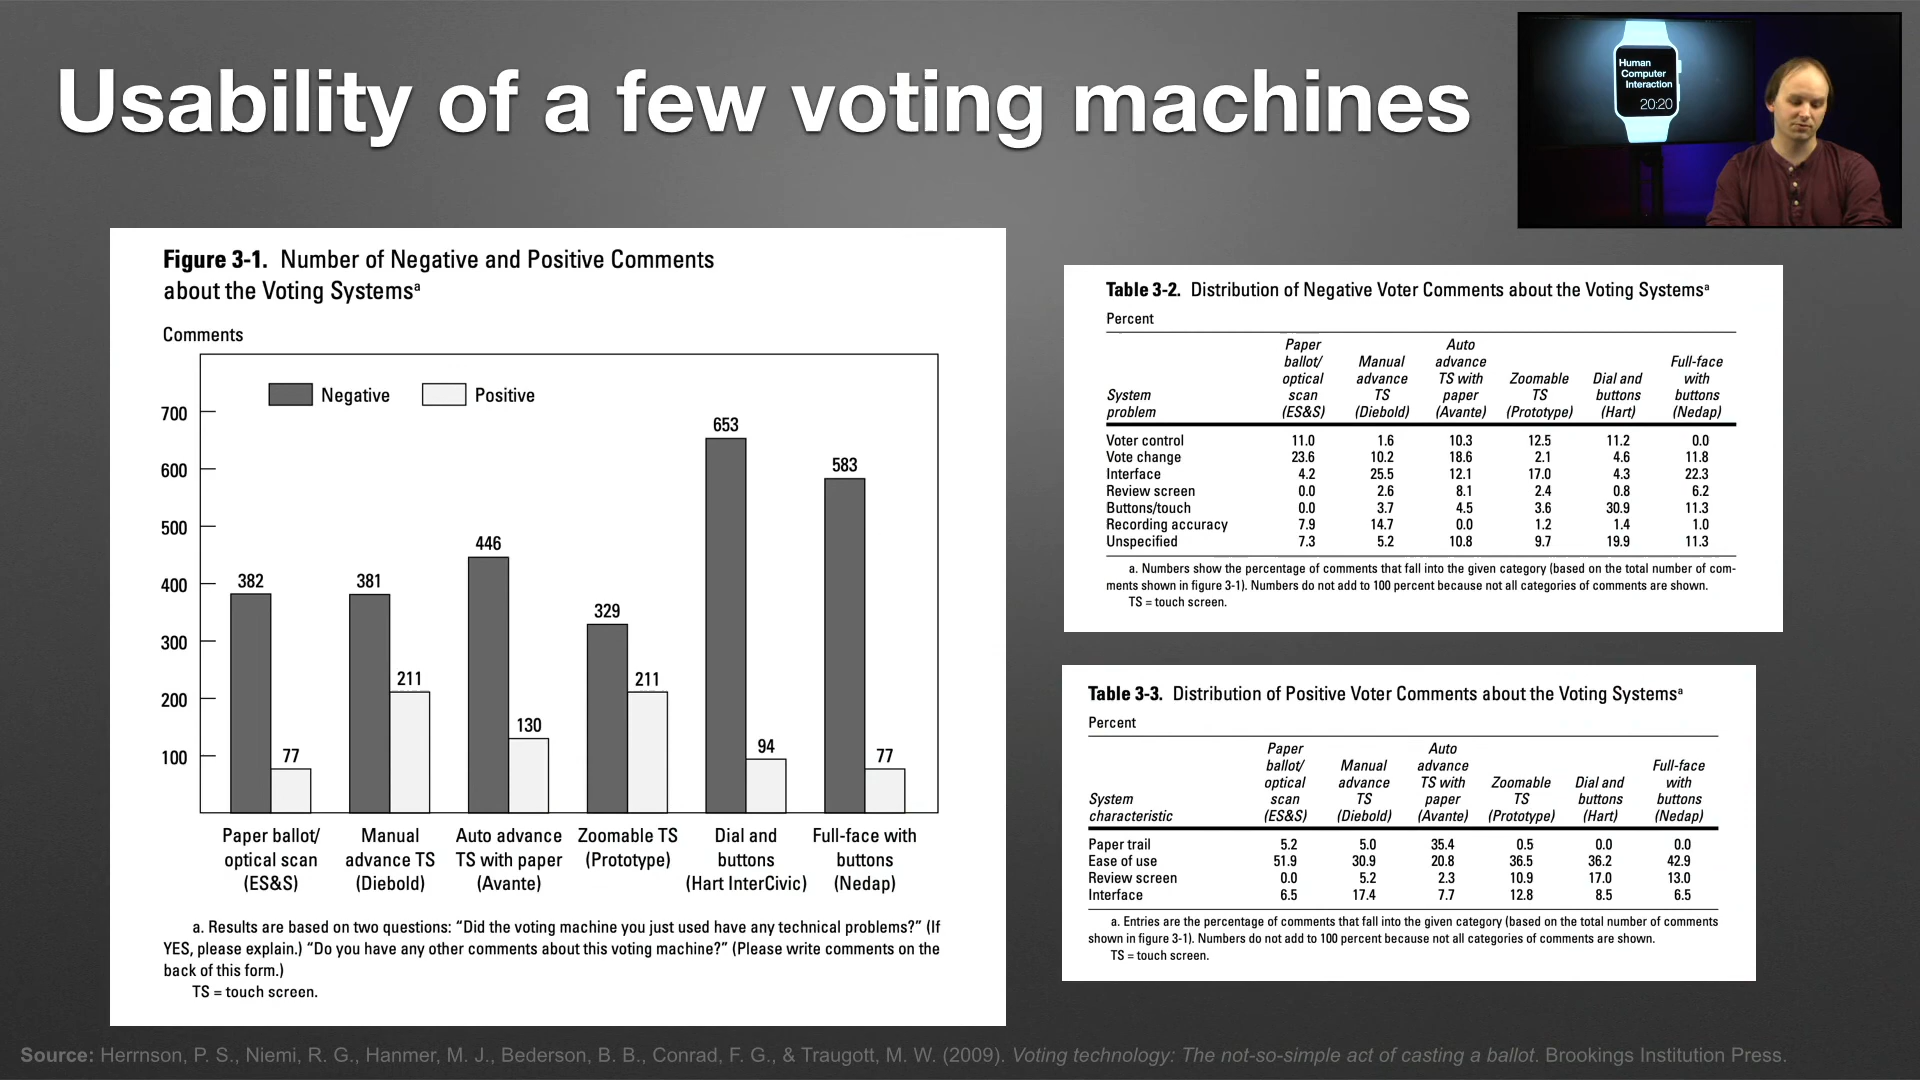 Usability of a few voting machines
Human
Computer
Interaction
20:20
Figure 3-1. Number of Negative and Positive Comments
about the Voting Systemsᵃ
Comments
Negative Positive
700
600
500
400
300
200
100
382 77
381 211
446 130
329 211
653 94
583 77
Paper ballot/
optical scan
(ES&S)
Manual
advance TS
(Diebold)
Auto advance
TS with paper
(Avante)
Zoomable TS
(Prototype)
Dial and
buttons
(Hart InterCivic)
Full-face with
buttons
(Nedap)
a. Results are based on two questions: “Did the voting machine you just used have any technical problems?” (If
YES, please explain.) “Do you have any other comments about this voting machine?” (Please write comments on the
back of this form.)
TS = touch screen.
Table 3-2. Distribution of Negative Voter Comments about the Voting Systemsᵃ
Percent
System
problem
Paper
ballot/
optical
scan
(ES&S)
Manual
advance
TS
(Diebold)
Auto
advance
TS with
paper
(Avante)
Zoomable
TS
(Prototype)
Dial and
buttons
(Hart)
Full-face
with
buttons
(Nedap)
Voter control 11.0 1.6 10.3 12.5 11.2 0.0
Vote change 23.6 10.2 18.6 2.1 4.6 11.8
Interface 4.2 25.5 12.1 17.0 4.3 22.3
Review screen 0.0 2.6 8.1 2.4 0.8 6.2
Buttons/touch 0.0 3.7 4.5 3.6 30.9 11.3
Recording accuracy 7.9 14.7 0.0 1.2 1.4 1.0
Unspecified 7.3 5.2 10.8 9.7 19.9 11.3
a. Numbers show the percentage of comments that fall into the given category (based on the total number of com-
ments shown in figure 3-1). Numbers do not add to 100 percent because not all categories of comments are shown.
TS = touch screen.
Table 3-3. Distribution of Positive Voter Comments about the Voting Systemsᵃ
Percent
System
characteristic
Paper
ballot/
optical
scan
(ES&S)
Manual
advance
TS
(Diebold)
Auto
advance
TS with
paper
(Avante)
Zoomable
TS
(Prototype)
Dial and
buttons
(Hart)
Full-face
with
buttons
(Nedap)
Paper trail 5.2 5.0 35.4 0.5 0.0 0.0
Ease of use 51.9 30.9 20.8 36.5 36.2 42.9
Review screen 0.0 5.2 2.3 10.9 17.0 13.0
Interface 6.5 17.4 7.7 12.8 8.5 6.5
a. Entries are the percentage of comments that fall into the given category (based on the total number of comments
shown in figure 3-1). Numbers do not add to 100 percent because not all categories of comments are shown.
TS = touch screen.
Source: Herrnson, P. S., Niemi, R. G., Hanmer, M. J., Bederson, B. B., Conrad, F. G., & Traugott, M. W. (2009). Voting technology: The not-so-simple act of casting a ballot. Brookings Institution Press.